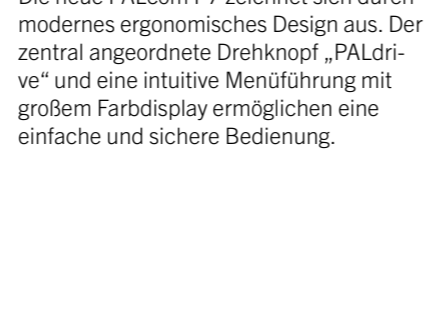 Die neue PALcom P7 zeichnet sich durch
modernes ergonomisches Design aus. Der
zentral angeordnete Drehknopf „PALdri-
ve“ und eine intuitive Menüführung mit
großem Farbdisplay ermöglichen eine
einfache und sichere Bedienung.